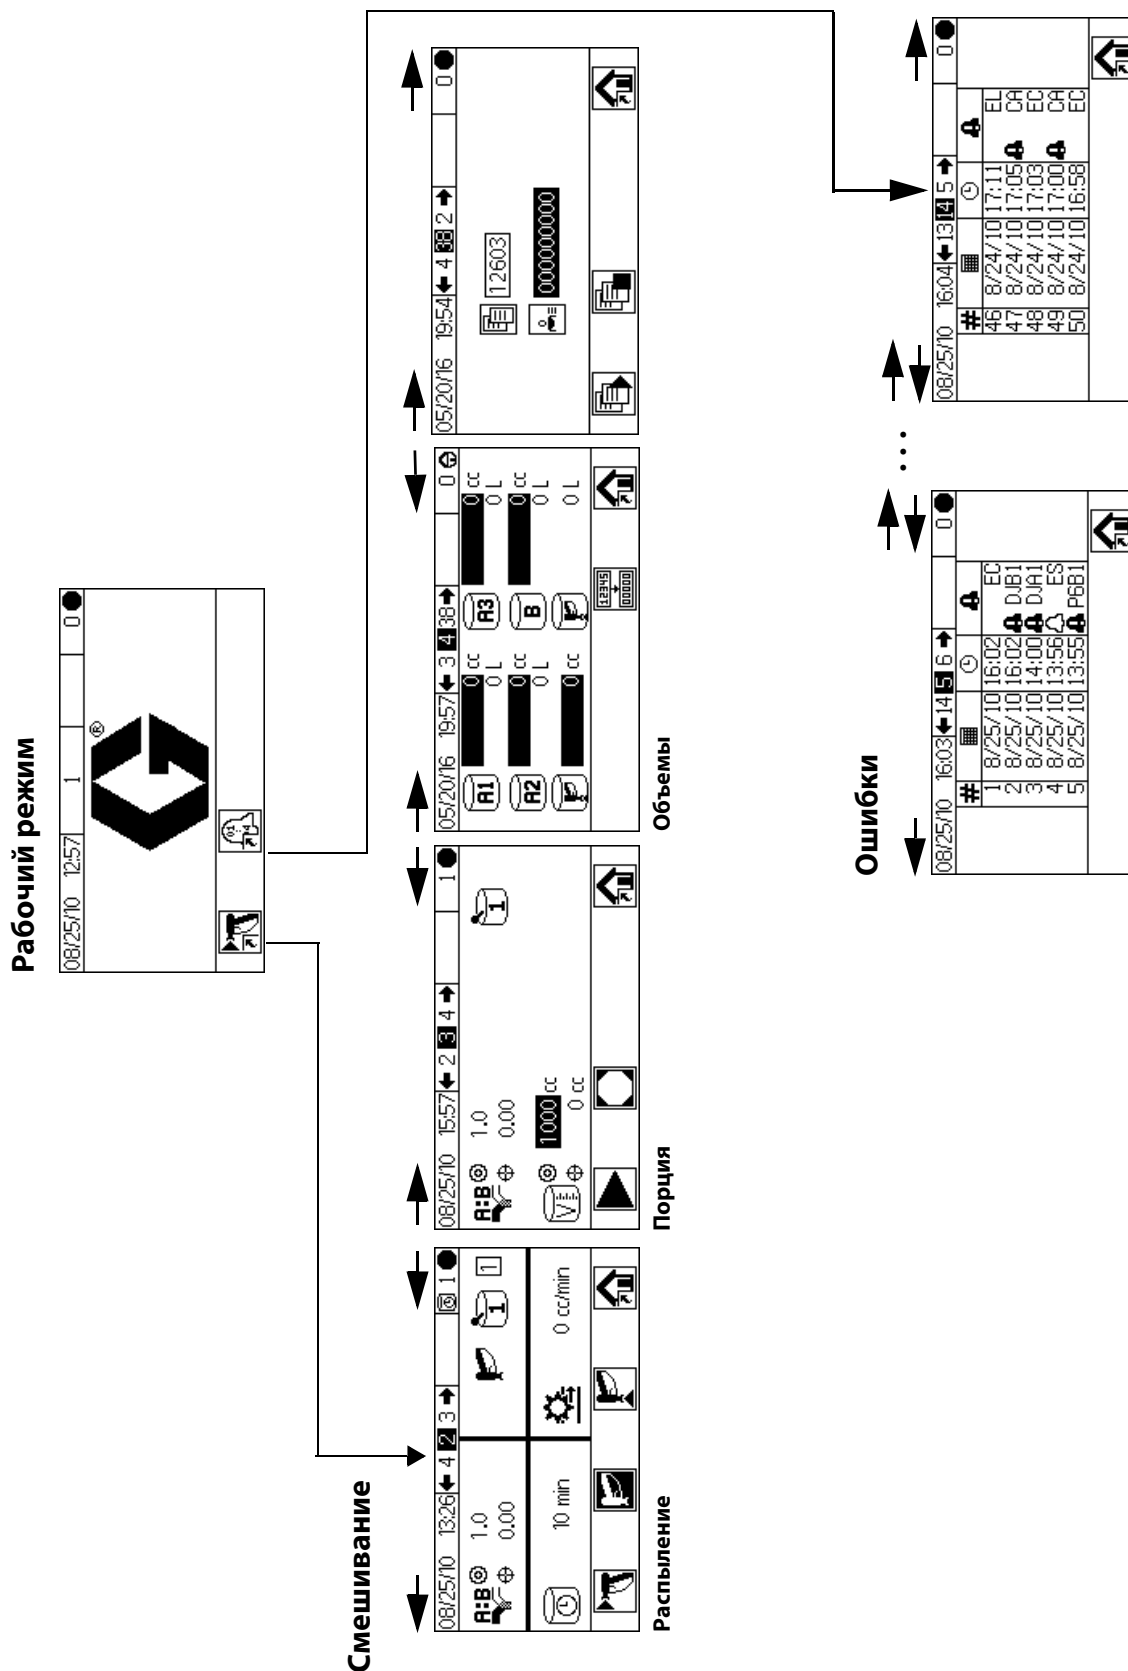 Рабочий режим
08/25/10 12:57 1 0
®
Смешивание
08/25/10 13:26 4 2 3 1
A:B 1.0
0.00
1 1
10 min
0 cc/min
Распыление
08/25/10 15:57 2 3 4 1
A:B 1.0
0.00
1
1000 cc
0 cc
Порция
05/20/16 19:57 3 4 38 0
A1 0 cc
0 L
A3 0 cc
0 L
A2 0 cc
0 L
B 0 cc
0 L
0 cc
0 L
12345
00000
Объемы
05/20/16 19:54 4 38 2 0
12603
000000000
Ошибки
08/25/10 16:03 14 5 6 0
#
1 8/25/10 16:02 EC
2 8/25/10 16:02 DJB1
3 8/25/10 14:00 DJA1
4 8/25/10 13:56 ES
5 8/25/10 13:55 P6B1
...
08/25/10 16:04 13 14 5 0
#
46 8/24/10 17:11 EL
47 8/24/10 17:05 CA
48 8/24/10 17:03 EC
49 8/24/10 17:00 CA
50 8/24/10 16:58 EC